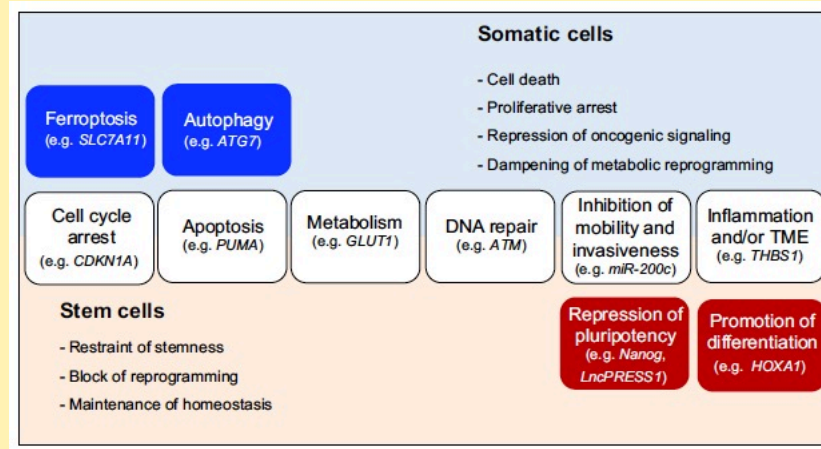 Somatic cells
- Cell death
- Proliferative arrest
- Repression of oncogenic signaling
- Dampening of metabolic reprogramming
Ferroptosis
(e.g. SLC7A11)
Autophagy
(e.g. ATG7)
Cell cycle
arrest
(e.g. CDKN1A)
Apoptosis
(e.g. PUMA)
Metabolism
(e.g. GLUT1)
DNA repair
(e.g. ATM)
Inhibition of
mobility and
invasiveness
(e.g. miR-200c)
Inflammation
and/or TME
(e.g. THBS1)
Stem cells
- Restraint of stemness
- Block of reprogramming
- Maintenance of homeostasis
Repression of
pluripotency
(e.g. Nanog,
LncPRESS1)
Promotion of
differentiation
(e.g. HOXA1)